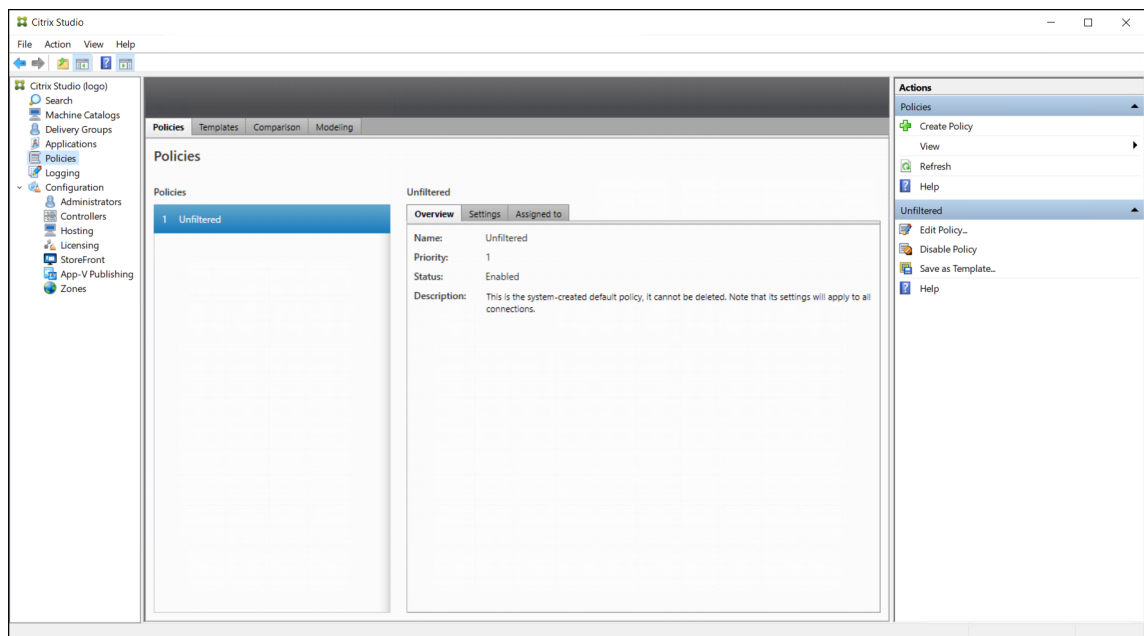 Citrix Studio
File Action View Help
Citrix Studio (logo)
Search
Machine Catalogs
Delivery Groups
Applications
Policies
Logging
Configuration
Administrators
Controllers
Hosting
Licensing
StoreFront
App-V Publishing
Zones
Policies Templates Comparison Modeling
Policies
Policies
1 Unfiltered
Unfiltered
Overview Settings Assigned to
Name: Unfiltered
Priority: 1
Status: Enabled
Description: This is the system-created default policy, it cannot be deleted. Note that its settings will apply to all
connections.
Actions
Policies
Create Policy
View
Refresh
Help
Unfiltered
Edit Policy...
Disable Policy
Save as Template...
Help